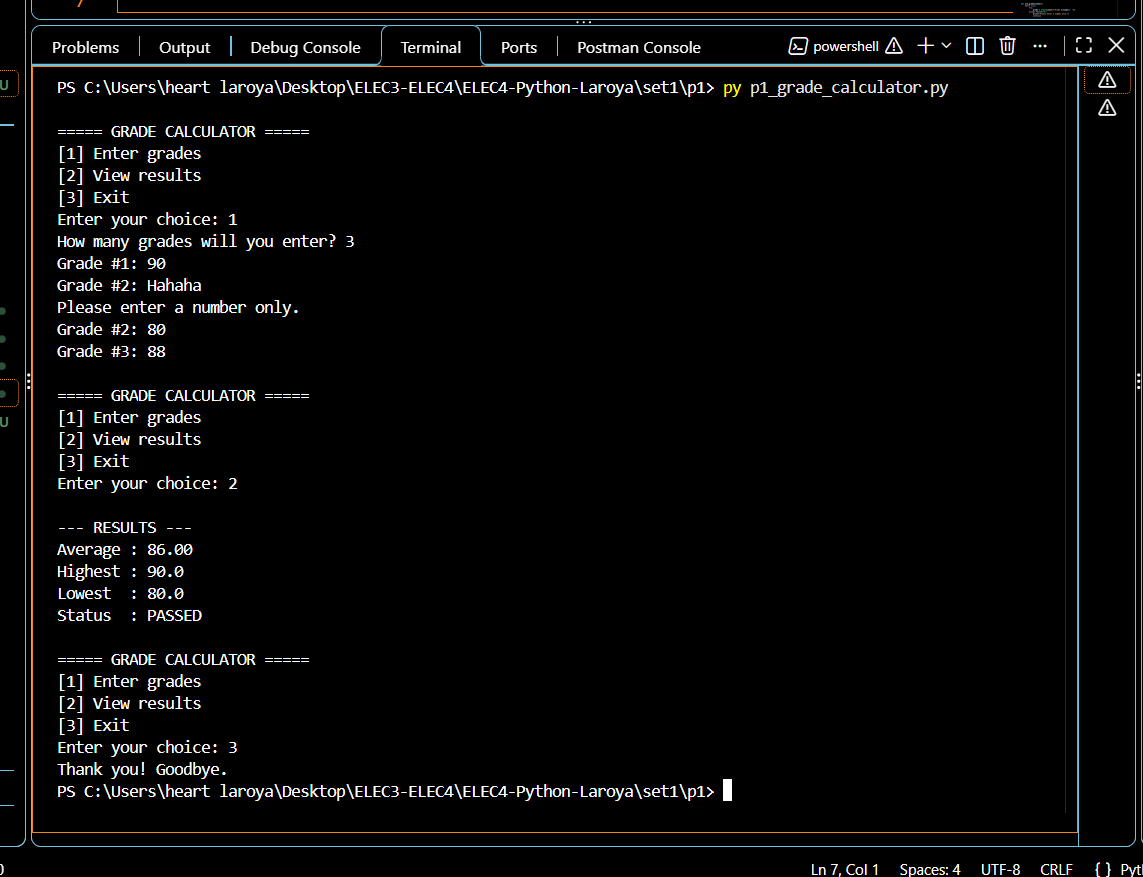 Problems Output Debug Console Terminal Ports Postman Console powershell
PS C:\Users\heart laroya\Desktop\ELEC3-ELEC4\ELEC4-Python-Laroya\set1\p1> py p1_grade_calculator.py
===== GRADE CALCULATOR =====
[1] Enter grades
[2] View results
[3] Exit
Enter your choice: 1
How many grades will you enter? 3
Grade #1: 90
Grade #2: Hahaha
Please enter a number only.
Grade #2: 80
Grade #3: 88
===== GRADE CALCULATOR =====
[1] Enter grades
[2] View results
[3] Exit
Enter your choice: 2
--- RESULTS ---
Average : 86.00
Highest : 90.0
Lowest  : 80.0
Status  : PASSED
===== GRADE CALCULATOR =====
[1] Enter grades
[2] View results
[3] Exit
Enter your choice: 3
Thank you! Goodbye.
PS C:\Users\heart laroya\Desktop\ELEC3-ELEC4\ELEC4-Python-Laroya\set1\p1>
U
U
Ln 7, Col 1 Spaces: 4 UTF-8 CRLF { } Pyt